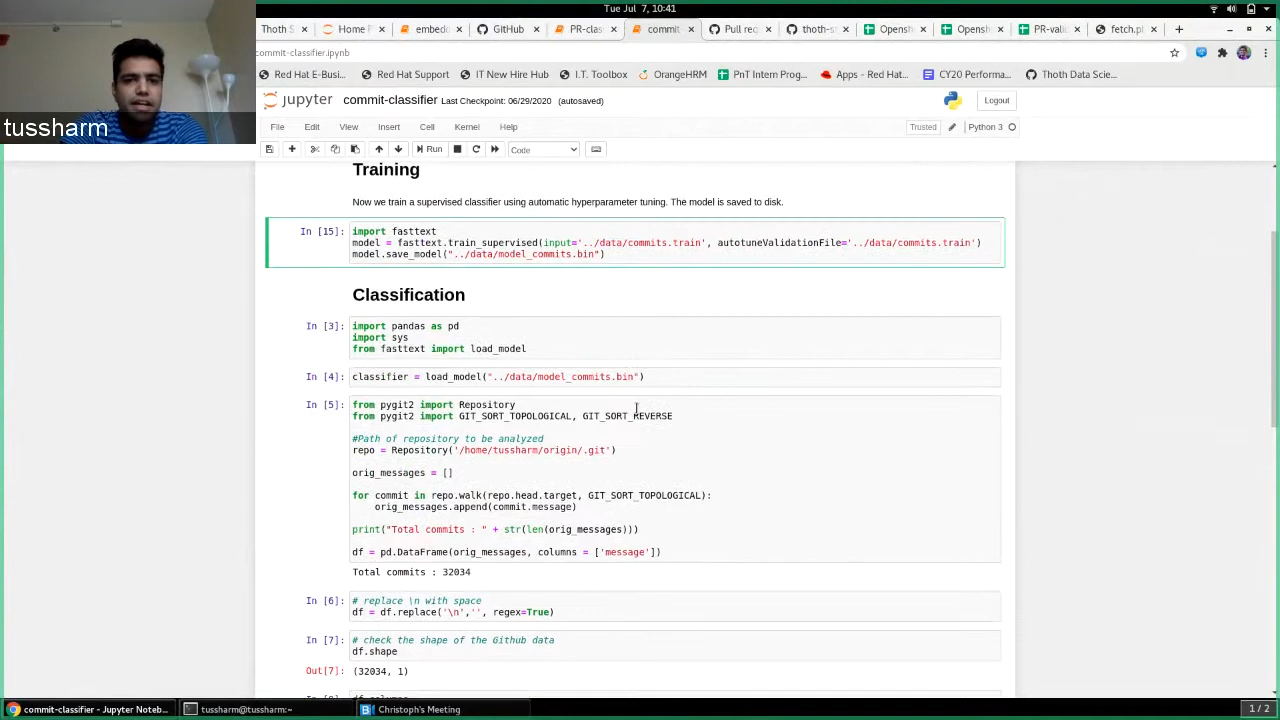 Tue Jul 7, 10:41
Thoth S
Home P
embedd
GitHub
PR-clas
commit
Pull requ
thoth-st
Openshi
Openshi
PR-vali
fetch.p
commit-classifier.ipynb
Red Hat E-Busi...
Red Hat Support
IT New Hire Hub
I.T. Toolbox
OrangeHRM
PnT Intern Prog...
Apps - Red Hat...
CY20 Performa...
Thoth Data Scie...
jupyter commit-classifier Last Checkpoint: 06/29/2020 (autosaved)
Logout
tussharm
File Edit View Insert Cell Kernel Help
Trusted
Python 3
Run
Code
Training
Now we train a supervised classifier using automatic hyperparameter tuning. The model is saved to disk.
In [15]: import fasttext
model = fasttext.train_supervised(input='../data/commits.train', autotuneValidationFile='../data/commits.train')
model.save_model("../data/model_commits.bin")
Classification
In [3]: import pandas as pd
import sys
from fasttext import load_model
In [4]: classifier = load_model("../data/model_commits.bin")
In [5]: from pygit2 import Repository
from pygit2 import GIT_SORT_TOPOLOGICAL, GIT_SORT_REVERSE
#Path of repository to be analyzed
repo = Repository('/home/tussharm/origin/.git')
orig_messages = []
for commit in repo.walk(repo.head.target, GIT_SORT_TOPOLOGICAL):
orig_messages.append(commit.message)
print("Total commits : " + str(len(orig_messages)))
df = pd.DataFrame(orig_messages, columns = ['message'])
Total commits : 32034
In [6]: # replace \n with space
df = df.replace('\n','', regex=True)
In [7]: # check the shape of the Github data
df.shape
Out[7]: (32034, 1)
commit-classifier - Jupyter Noteb...
tussharm@tussharm:~
Christoph's Meeting
1 / 2